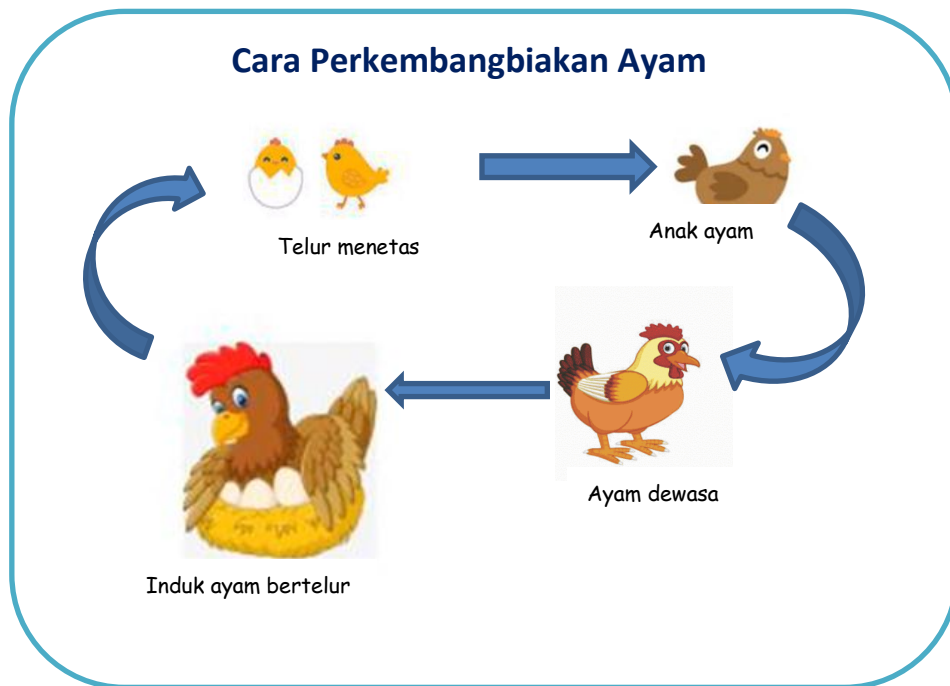 Cara Perkembangbiakan Ayam
Telur menetas
Anak ayam
Ayam dewasa
Induk ayam bertelur